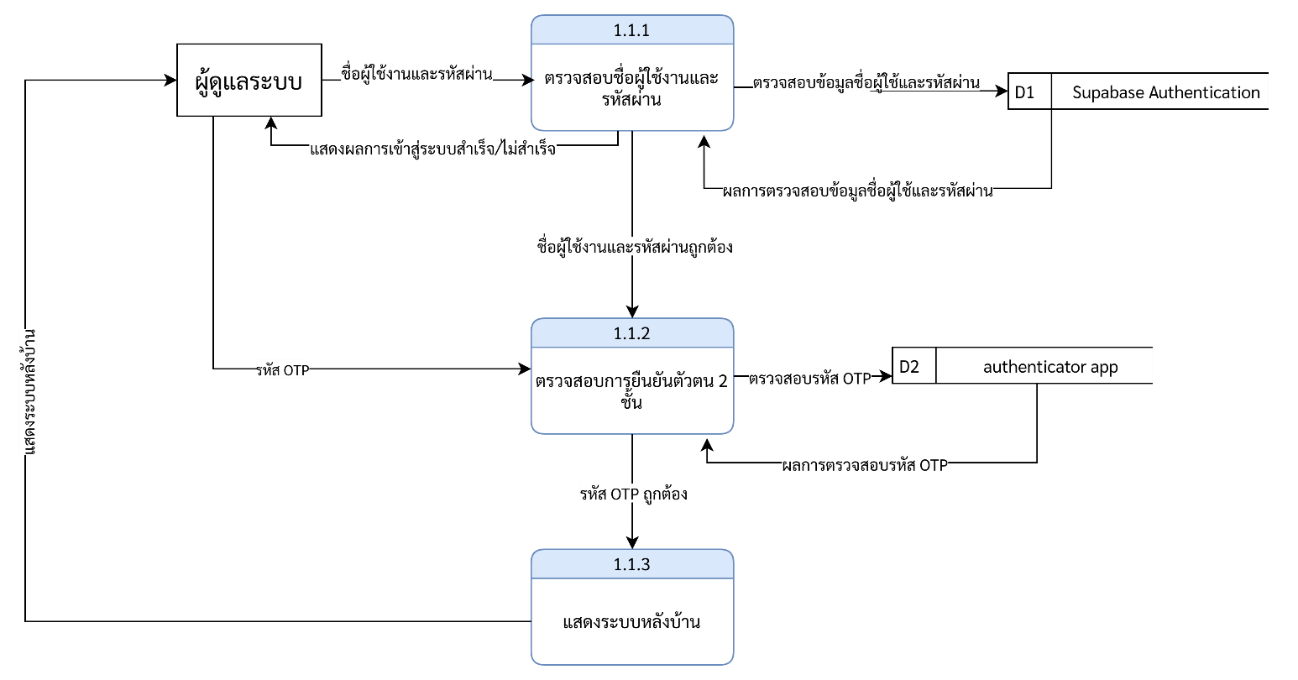 1.1.1
ผู้ดูแลระบบ
ชื่อผู้ใช้งานและรหัสผ่าน
ตรวจสอบชื่อผู้ใช้งานและ
รหัสผ่าน
ตรวจสอบข้อมูลชื่อผู้ใช้และรหัสผ่าน
D1
Supabase Authentication
แสดงผลการเข้าสู่ระบบสำเร็จ/ไม่สำเร็จ
ผลการตรวจสอบข้อมูลชื่อผู้ใช้และรหัสผ่าน
ชื่อผู้ใช้งานและรหัสผ่านถูกต้อง
1.1.2
รหัส OTP
ตรวจสอบการยืนยันตัวตน 2
ชั้น
ตรวจสอบรหัส OTP
D2
authenticator app
แสดงระบบหลังบ้าน
ผลการตรวจสอบรหัส OTP
รหัส OTP ถูกต้อง
1.1.3
แสดงระบบหลังบ้าน